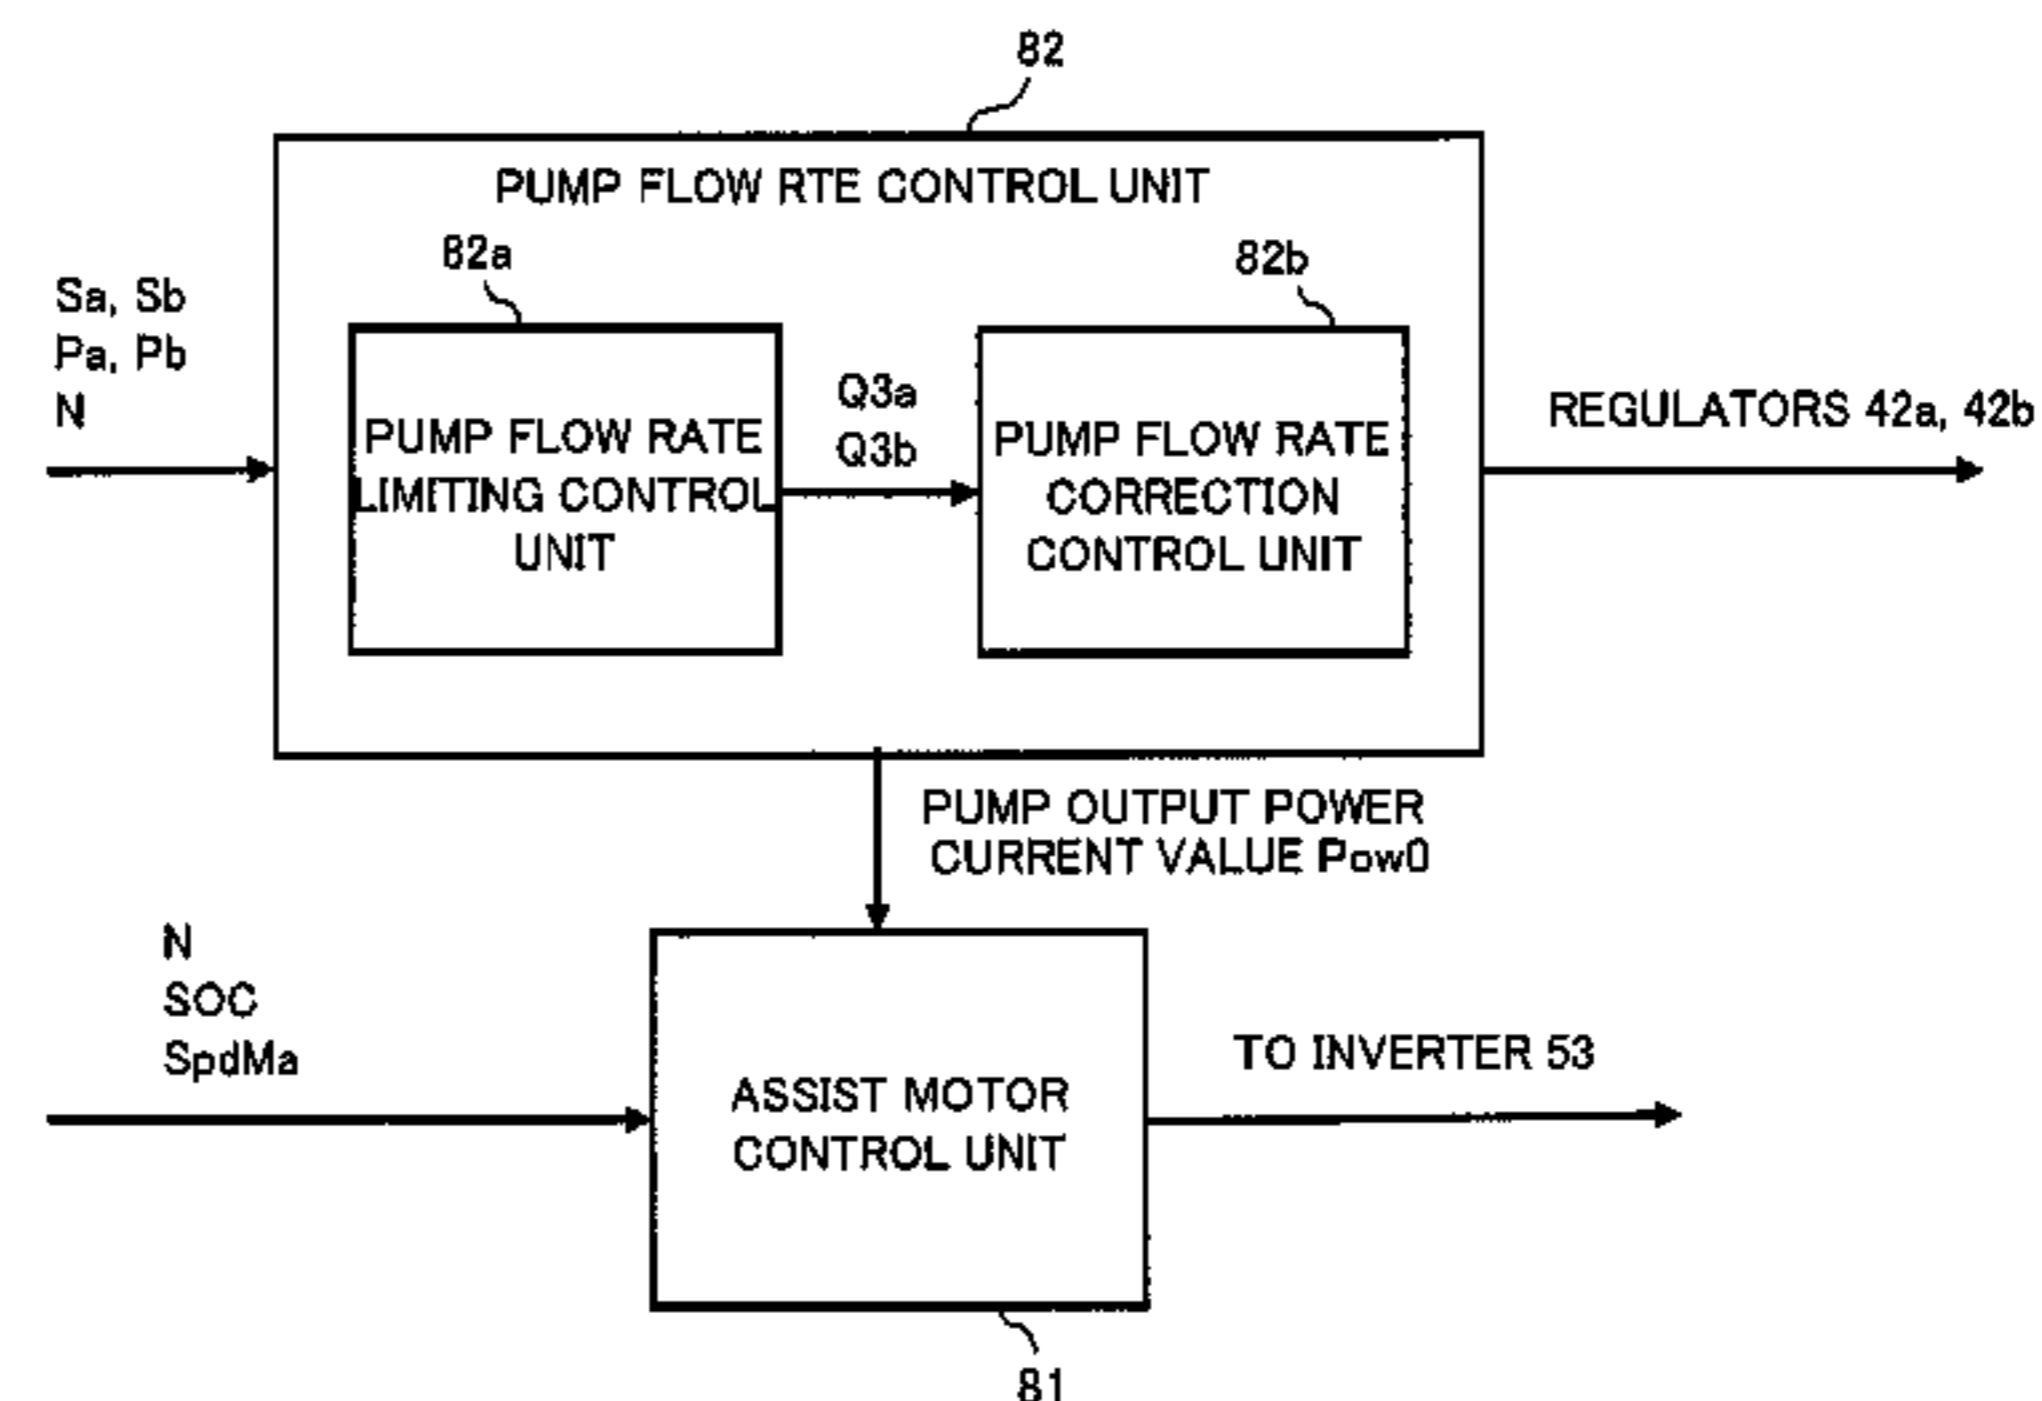 82
PUMP FLOW RTE CONTROL UNIT
82a
82b
Sa, Sb
Pa, Pb
N
PUMP FLOW RATE
LIMITING CONTROL
UNIT
Q3a
Q3b
PUMP FLOW RATE
CORRECTION
CONTROL UNIT
REGULATORS 42a, 42b
PUMP OUTPUT POWER
CURRENT VALUE Pow0
N
SOC
SpdMa
ASSIST MOTOR
CONTROL UNIT
TO INVERTER 53
81